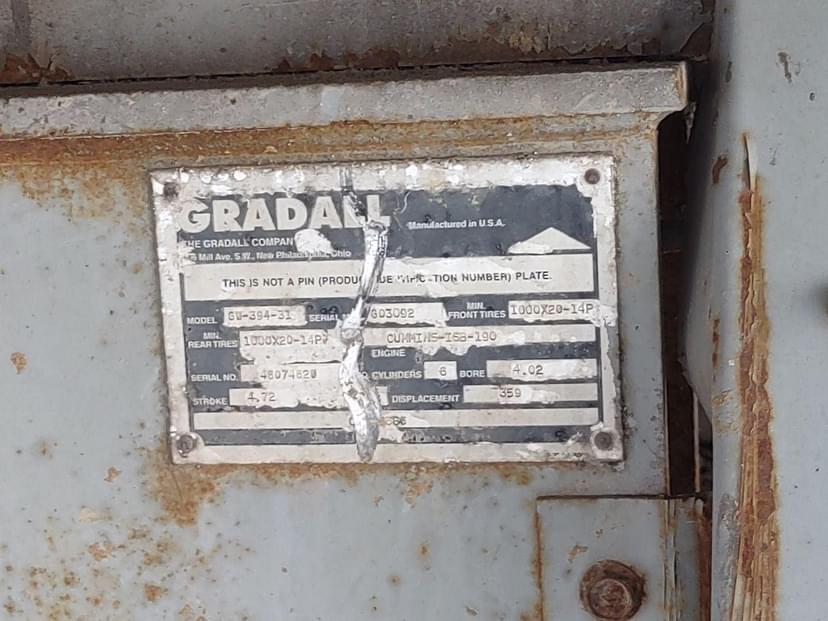 GRADALL
Manufactured in U.S.A.
THE GRADALL COMPAN
Mill Ave. S.W., New Philadelphia, Ohio
THIS IS NOT A PIN (PRODU NUMBER) PLATE.
MODEL GW-394-31 SERIAL N G03092 MIN. FRONT TIRES 1000X20-14P
MIN. REAR TIRES 1000X20-14P CUMMINS-ISB-190
ENGINE
SERIAL NO. CYLINDERS 6 BORE 4.02
STROKE 4.72 DISPLACEMENT 359